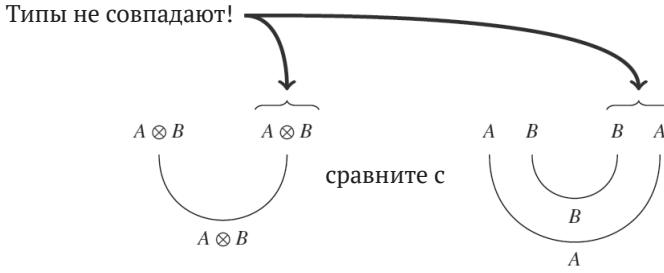 Типы не совпадают!
A ⊗ B A ⊗ B A B B A
сравните с
B
A ⊗ B
A